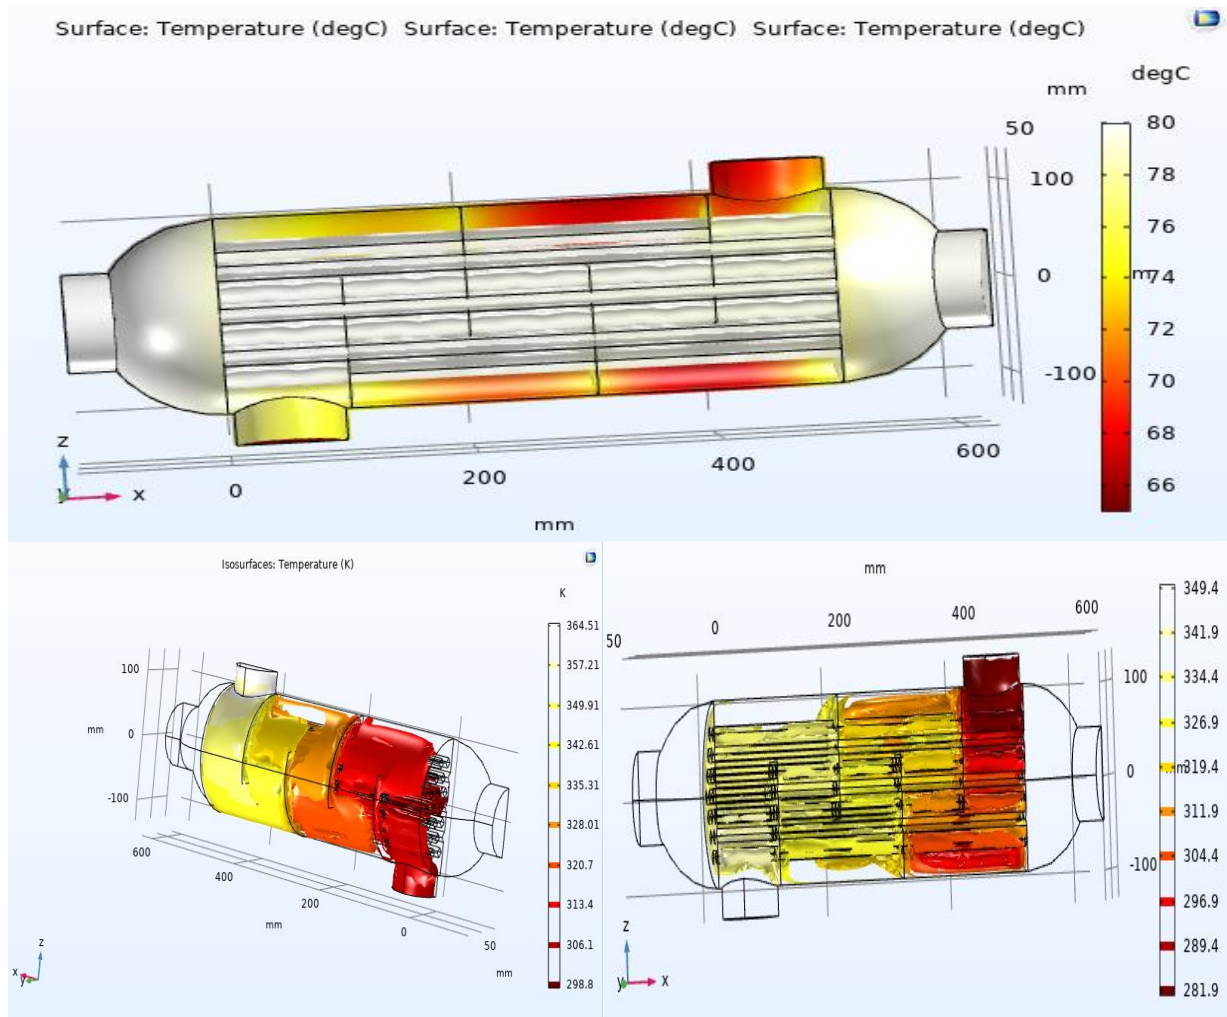 Surface: Temperature (degC) Surface: Temperature (degC) Surface: Temperature (degC)
degC
mm
50
80
78
76
74
72
70
68
66
100
0
m
-100
z
y
x
0
200
400
600
mm
Isosurfaces: Temperature (K)
K
364.51
357.21
349.91
342.61
335.31
328.01
320.7
313.4
306.1
298.8
100
mm
0
-100
600
400
200
0
mm
50
mm
z
x
y
mm
0
200
400
600
50
349.4
341.9
334.4
326.9
319.4
311.9
304.4
296.9
289.4
281.9
100
0
-100
z
y
x